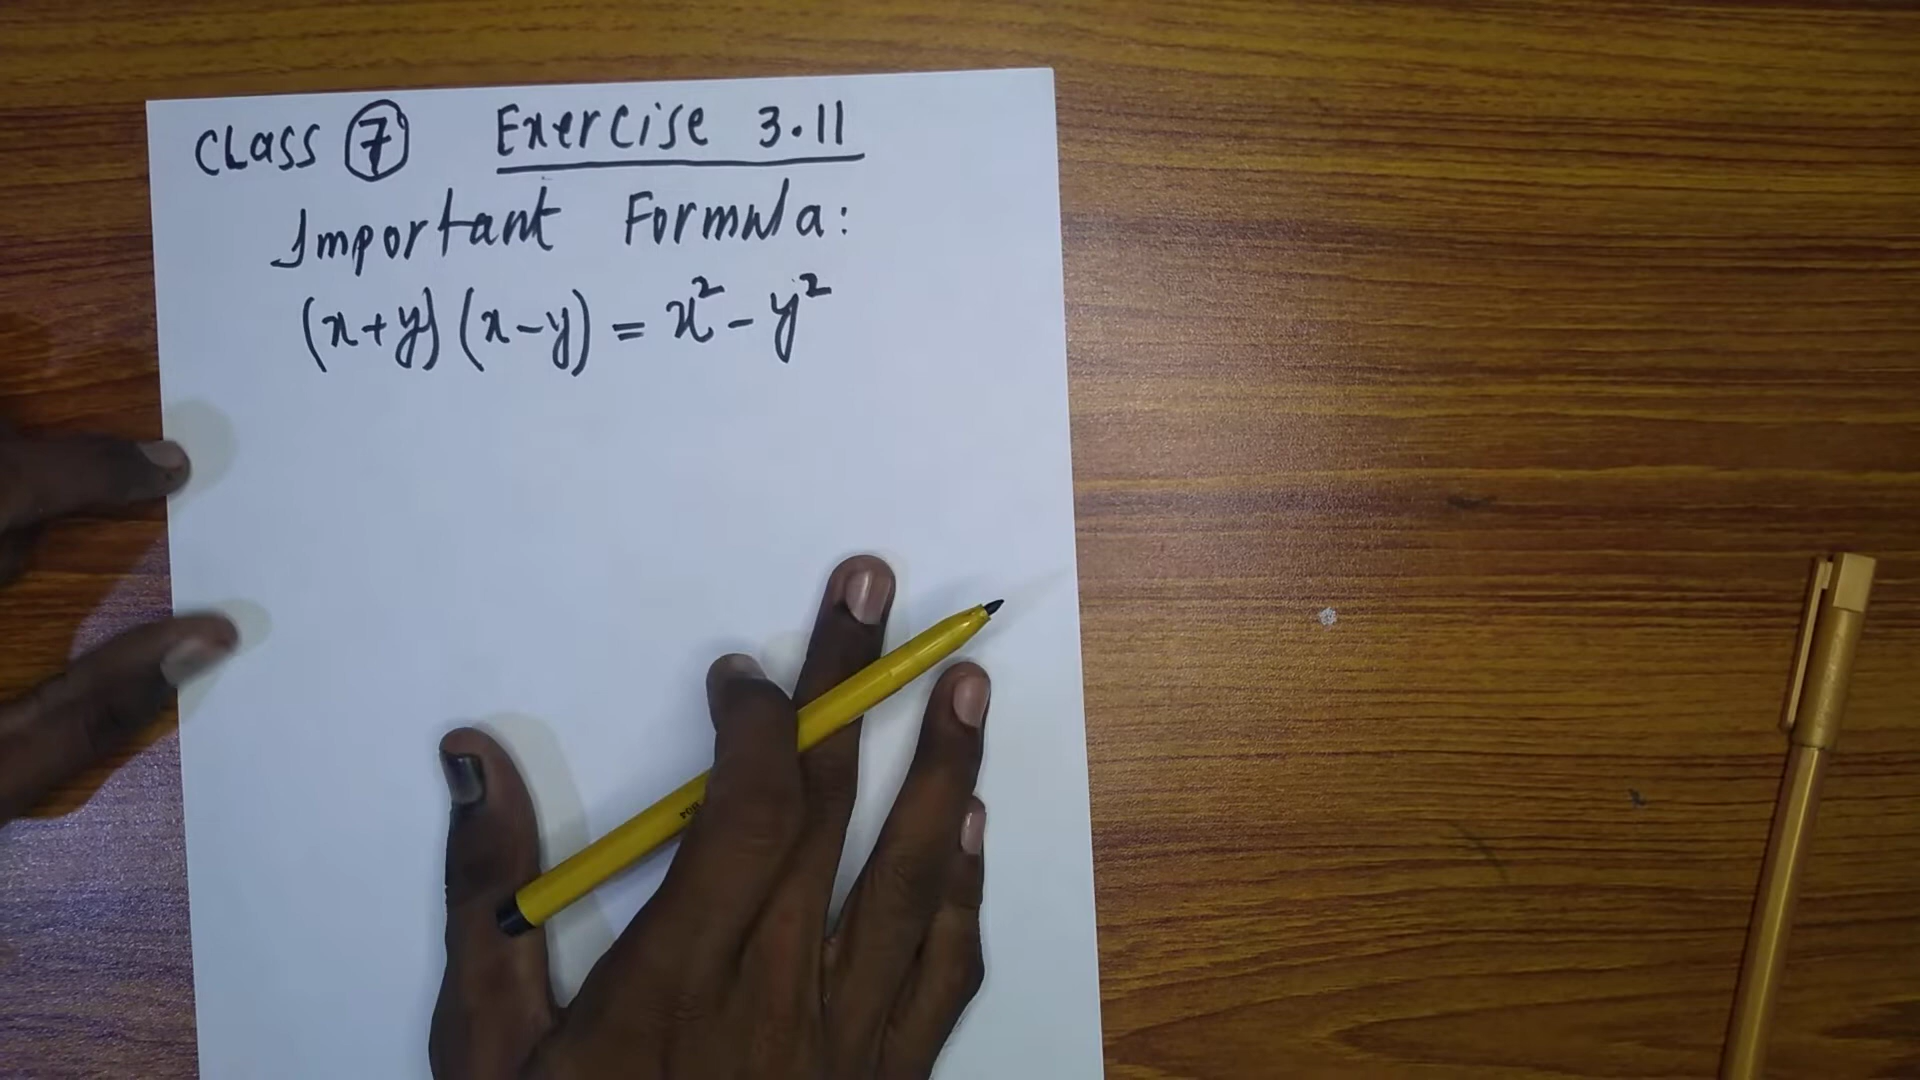 Class 7 Exercise 3.11
Important Formula:
(x+y) (x-y) = x² - y²